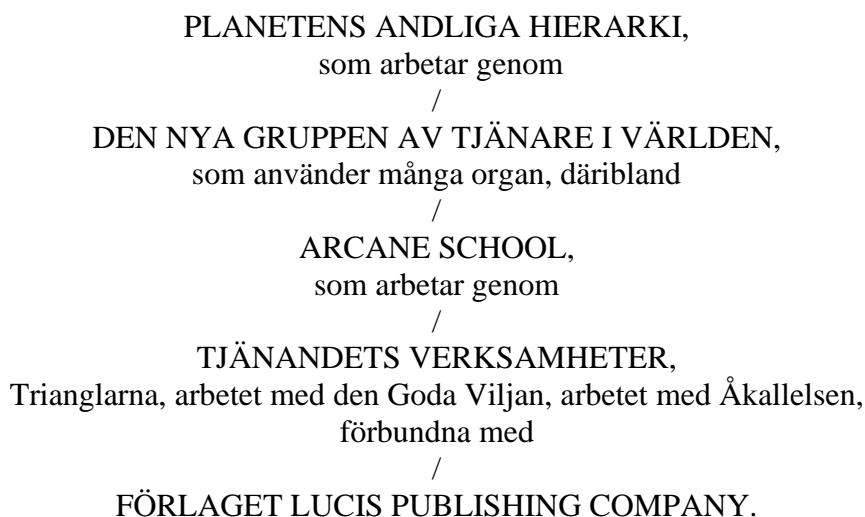 PLANETENS ANDLIGA HIERARKI,
som arbetar genom
/
DEN NYA GRUPPEN AV TJÄNARE I VÄRLDEN,
som använder många organ, däribland
/
ARCANE SCHOOL,
som arbetar genom
/
TJÄNANDETS VERKSAMHETER,
Trianglarna, arbetet med den Goda Viljan, arbetet med Åkallelsen,
förbundna med
/
FÖRLAGET LUCIS PUBLISHING COMPANY.